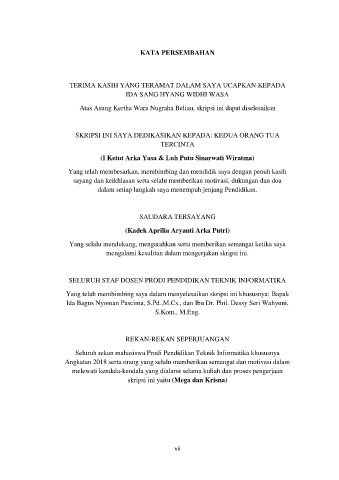 KATA PERSEMBAHAN
TERIMA KASIH YANG TERAMAT DALAM SAYA UCAPKAN KEPADA
IDA SANG HYANG WIDHI WASA
Atas Asung Kertha Wara Nugraha Beliau, skripsi ini dapat diselesaikan
SKRIPSI INI SAYA DEDIKASIKAN KEPADA: KEDUA ORANG TUA
TERCINTA
(I Ketut Arka Yasa & Luh Putu Sinarwati Wiratma)
Yang telah membesarkan, membimbing dan mendidik saya dengan penuh kasih
sayang dan keikhlasan serta selalu memberikan motivasi, dukungan dan doa
dalam setiap langkah saya menempuh jenjang Pendidikan.
SAUDARA TERSAYANG
(Kadek Aprilia Aryanti Arka Putri)
Yang selalu mendukung, mengarahkan serta memberikan semangat ketika saya
mengalami kesulitan dalam mengerjakan skripsi ini.
SELURUH STAF DOSEN PRODI PENDIDIKAN TEKNIK INFORMATIKA
Yang telah membimbing saya dalam menyelesaikan skripsi ini khususnya: Bapak
Ida Bagus Nyoman Pascima, S.Pd.,M.Cs., dan Ibu Dr. Phil. Dessy Seri Wahyuni,
S.Kom., M.Eng.
REKAN-REKAN SEPERJUANGAN
Seluruh rekan mahasiswa Prodi Pendidikan Teknik Informatika khususnya
Angkatan 2018 serta orang yang selalu memberikan semangat dan motivasi dalam
melewati kendala-kendala yang dialami selama kuliah dan proses pengerjaan
skripsi ini yaitu (Mega dan Krisna)
vii